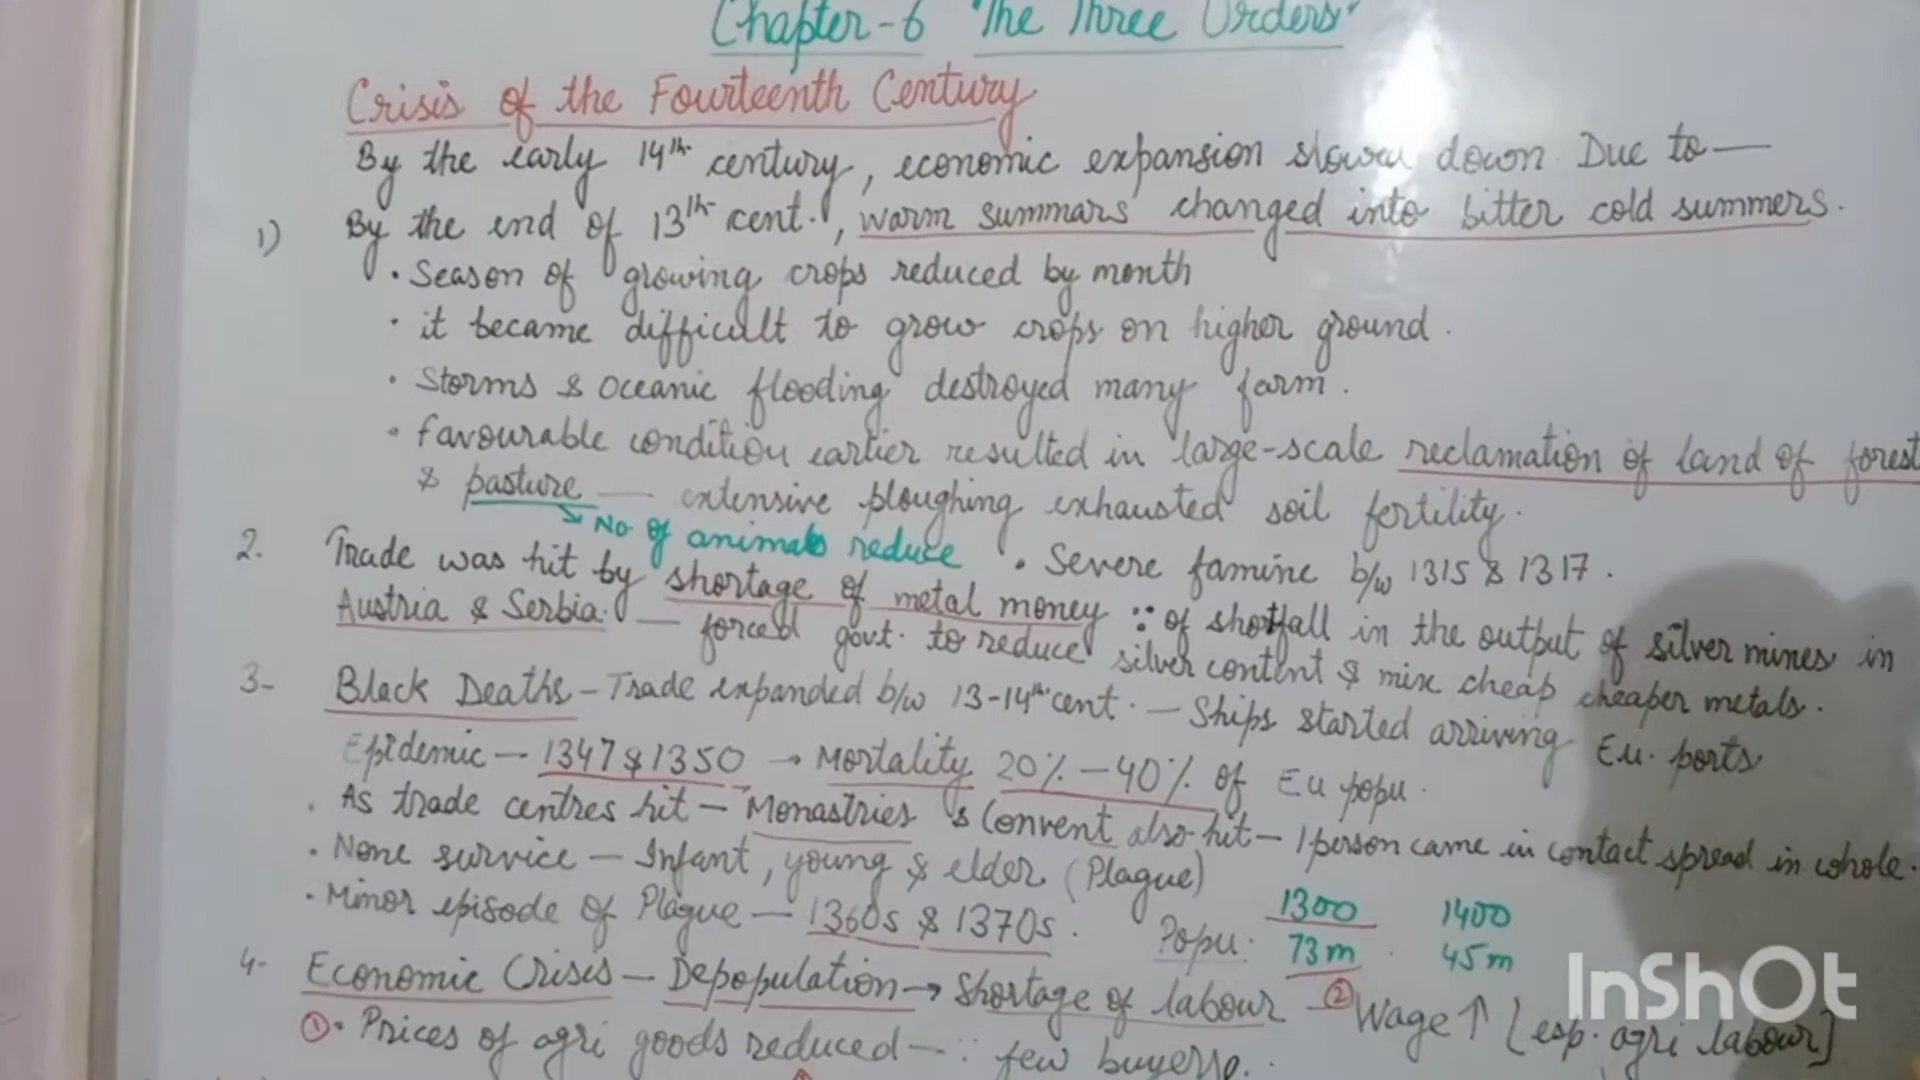 Chapter-6 "The Three Orders"
Crisis of the Fourteenth Century
By the early 14th century, economic expansion slowed down. Due to —
1) By the end of 13th cent., warm summars changed into bitter cold summers.
• Season of growing crops reduced by month
• it became difficult to grow crops on higher ground.
• Storms & Oceanic flooding destroyed many farm.
• favourable condition earlier resulted in large-scale reclamation of land of forest
& pasture — extensive ploughing exhausted soil fertility.
↘ No of animals reduce • Severe famine b/w 1315 & 1317.
2. Trade was hit by shortage of metal money ∵ of shortfall in the output of silver mines in
Austria & Serbia. — forced govt. to reduce silver content & mix cheap cheaper metals.
3- Black Deaths - Trade expanded b/w 13-14th cent. — Ships started arriving Eu. ports
Epidemic — 1347 & 1350 → Mortality 20% - 40% of Eu popu.
• As trade centres hit — Monastries & Convent also hit — 1 person came in contact spread in whole.
• None survice — Infant, young & elder (Plague)
• Minor episode of Plague — 1360s & 1370s. Popu: 1300 1400
73m 45m
4- Economic Crisis — Depopulation → Shortage of labour — ② Wage ↑ [esp. agri labour]
① • Prices of agri goods reduced — ∵ few buyers.
InShOt